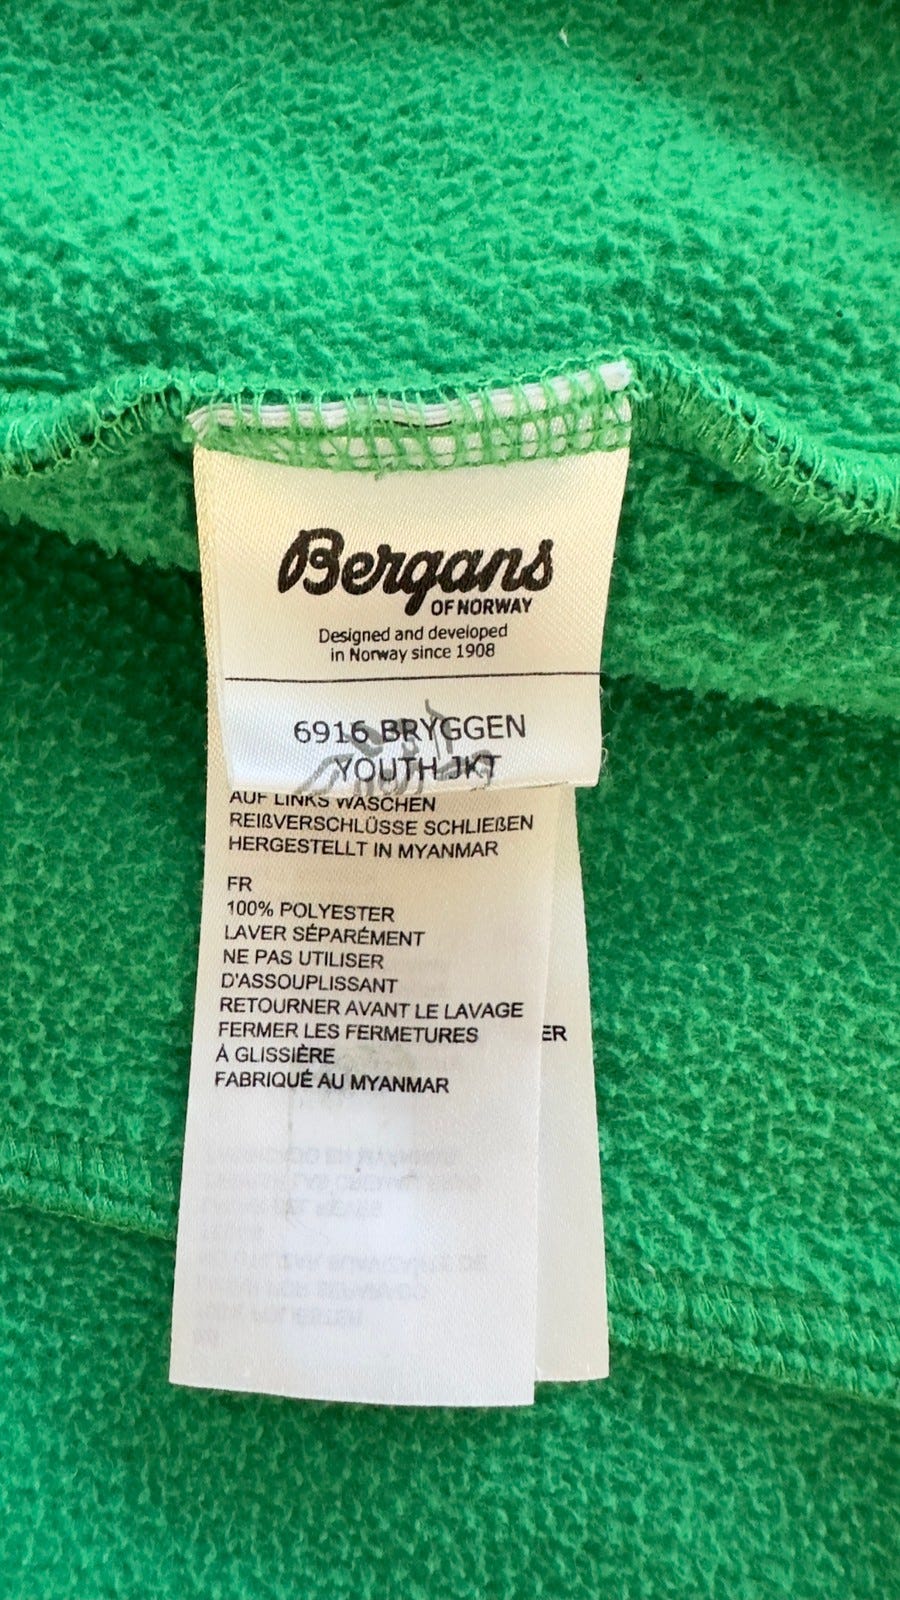 Bergans
OF NORWAY
Designed and developed
in Norway since 1908
6916 BRYGGEN
YOUTH JKT
AUF LINKS WASCHEN
REIßVERSCHLÜSSE SCHLIEßEN
HERGESTELLT IN MYANMAR
FR
100% POLYESTER
LAVER SÉPARÉMENT
NE PAS UTILISER
D'ASSOUPLISSANT
RETOURNER AVANT LE LAVAGE
FERMER LES FERMETURES
À GLISSIÈRE
FABRIQUÉ AU MYANMAR
ER